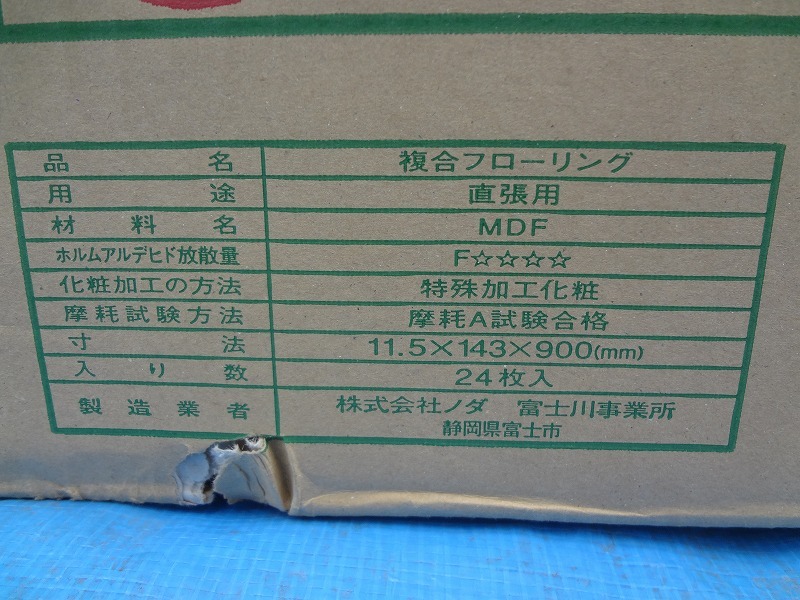 品名 複合フローリング
用途 直張用
材料名 MDF
ホルムアルデヒド放散量 F☆☆☆☆
化粧加工の方法 特殊加工化粧
摩耗試験方法 摩耗A試験合格
寸法 11.5×143×900(mm)
入り数 24枚入
製造業者 株式会社ノダ 富士川事業所
静岡県富士市